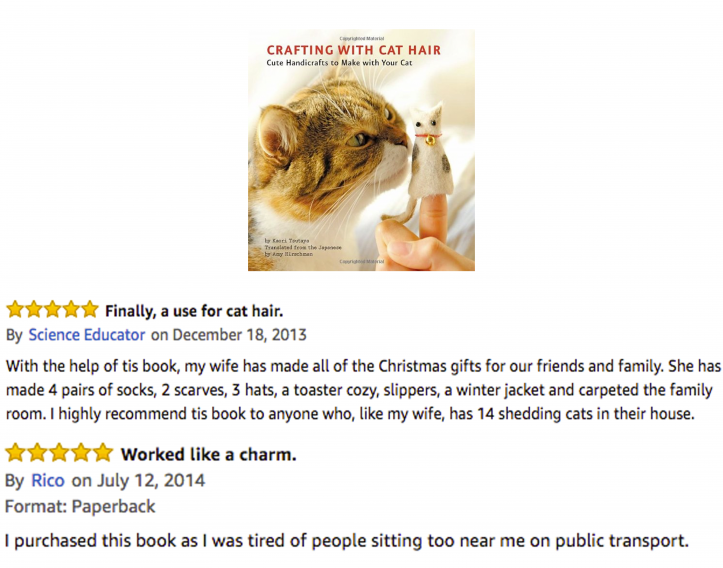 Copyrighted Material
CRAFTING WITH CAT HAIR
Cute Handicrafts to Make with Your Cat
by Kaori Tsutaya
Translated from the Japanese
by Amy Hirschman
Copyrighted Material
Finally, a use for cat hair.
By Science Educator on December 18, 2013
With the help of tis book, my wife has made all of the Christmas gifts for our friends and family. She has
made 4 pairs of socks, 2 scarves, 3 hats, a toaster cozy, slippers, a winter jacket and carpeted the family
room. I highly recommend tis book to anyone who, like my wife, has 14 shedding cats in their house.
Worked like a charm.
By Rico on July 12, 2014
Format: Paperback
I purchased this book as I was tired of people sitting too near me on public transport.